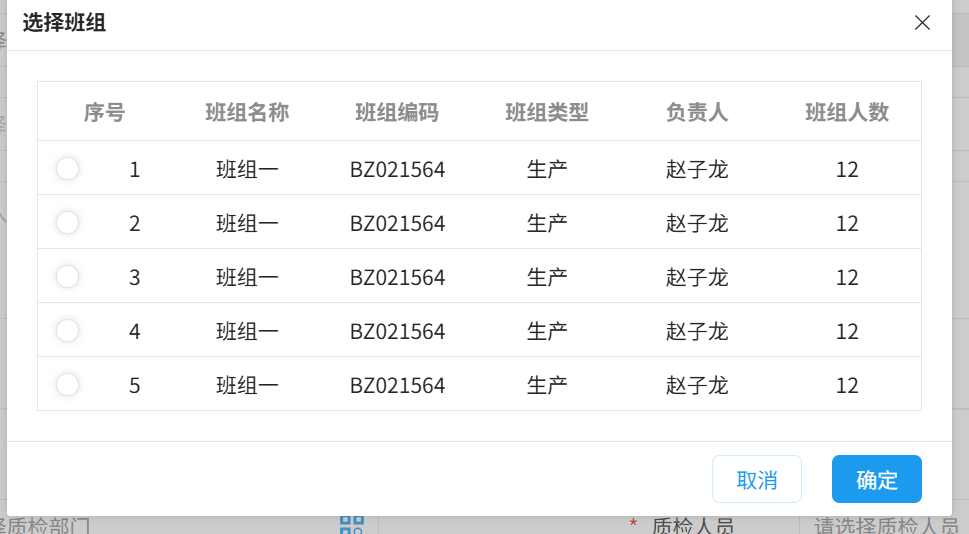 选择班组
序号 班组名称 班组编码 班组类型 负责人 班组人数
1 班组一 BZ021564 生产 赵子龙 12
2 班组一 BZ021564 生产 赵子龙 12
3 班组一 BZ021564 生产 赵子龙 12
4 班组一 BZ021564 生产 赵子龙 12
5 班组一 BZ021564 生产 赵子龙 12
取消 确定
择质检部门 * 质检人员 请选择质检人员